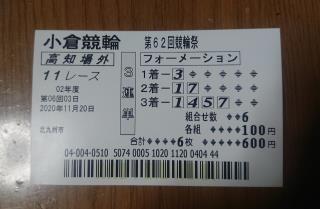 小倉競輪 第62回競輪祭
高知場外 フォーメーション
11レース 1着-3◆◆◆◆◆◆
02年度 2着-17◆◆◆◆◆
第06回03日 3着-1457◆◆◆
2020年11月20日 組合せ数 ◆◆6
北九州市 各組 ◆◆◆◆100円
3連単
合計◆◆◆◆6枚 ◆◆◆◆◆600円
04-004-0510 5074 0005 1020 1120 0404 44